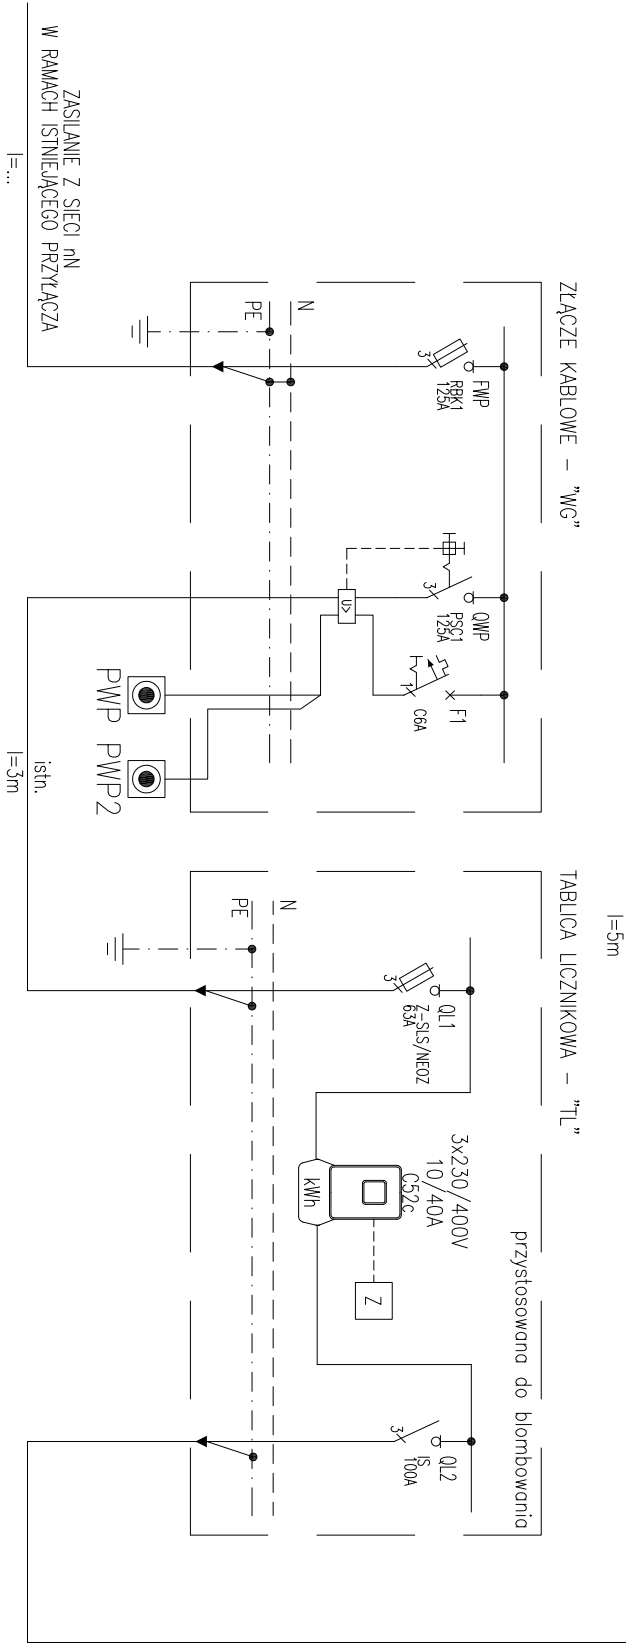 ZASILANIE Z SIECI nN
W RAMACH ISTNIEJĄCEGO PRZYŁĄCZA
l=...
ZŁĄCZE KABLOWE - "WG"
N
PE
FWP
RBK1
125A
3
QWP
PSC1
125A
3
U>
F1
C6A
1
PWP
PWP2
istn.
l=3m
l=5m
TABLICA LICZNIKOWA - "TL"
przystosowana do blombowania
N
PE
QL1
Z-SLS/NEOZ
63A
3
3x230/400V
10/40A
C52c
kWh
Z
QL2
IS
100A
3